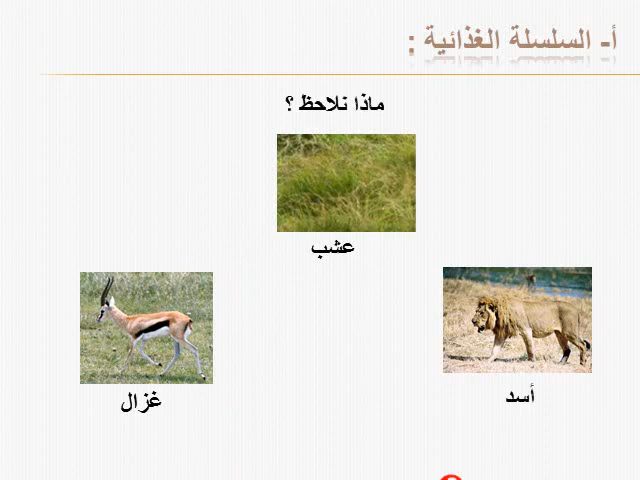 أ- السلسلة الغذائية :
ماذا نلاحظ ؟
عشب
غزال
أسد